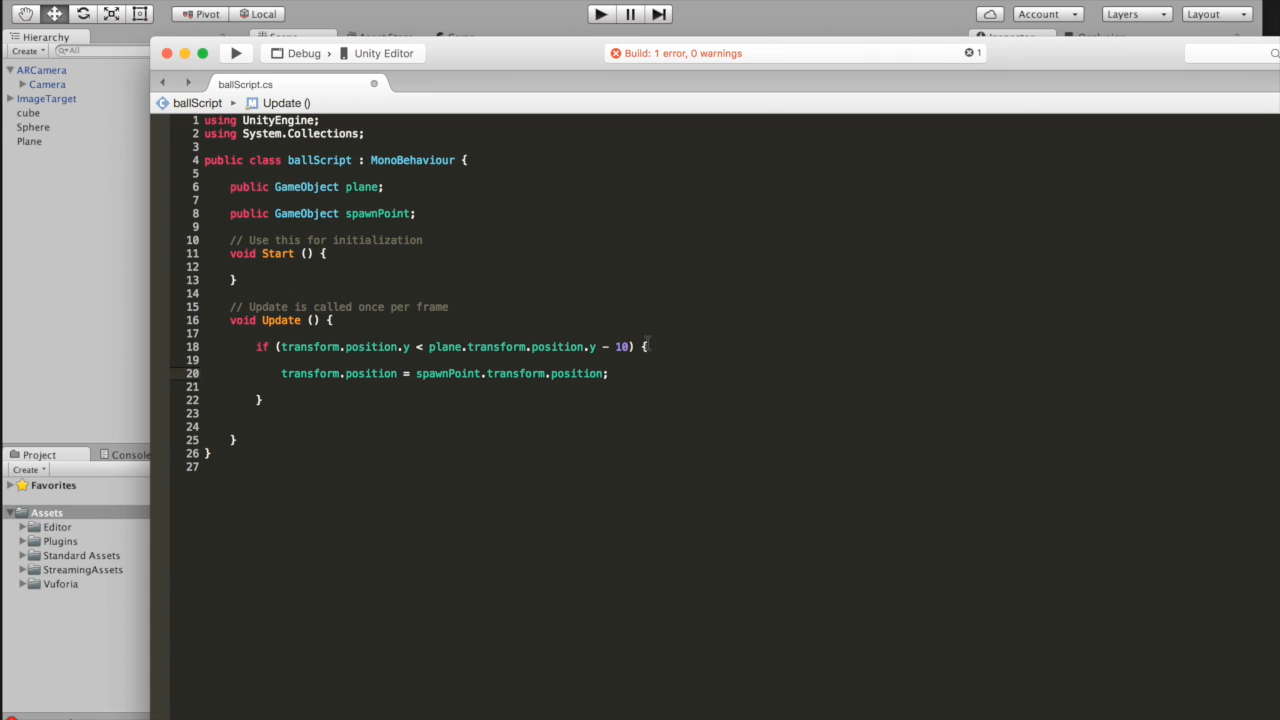 Pivot
Local
Account
Layers
Layout
Hierarchy
Create
All
ARCamera
Camera
ImageTarget
cube
Sphere
Plane
Project
Console
Create
Favorites
Assets
Editor
Plugins
Standard Assets
StreamingAssets
Vuforia
Debug › Unity Editor
Build: 1 error, 0 warnings
1
ballScript.cs
ballScript ▸ Update ()
1 using UnityEngine;
2 using System.Collections;
3
4 public class ballScript : MonoBehaviour {
5
6 public GameObject plane;
7
8 public GameObject spawnPoint;
9
10 // Use this for initialization
11 void Start () {
12
13 }
14
15 // Update is called once per frame
16 void Update () {
17
18 if (transform.position.y < plane.transform.position.y - 10) {
19
20 transform.position = spawnPoint.transform.position;
21
22 }
23
24
25 }
26 }
27